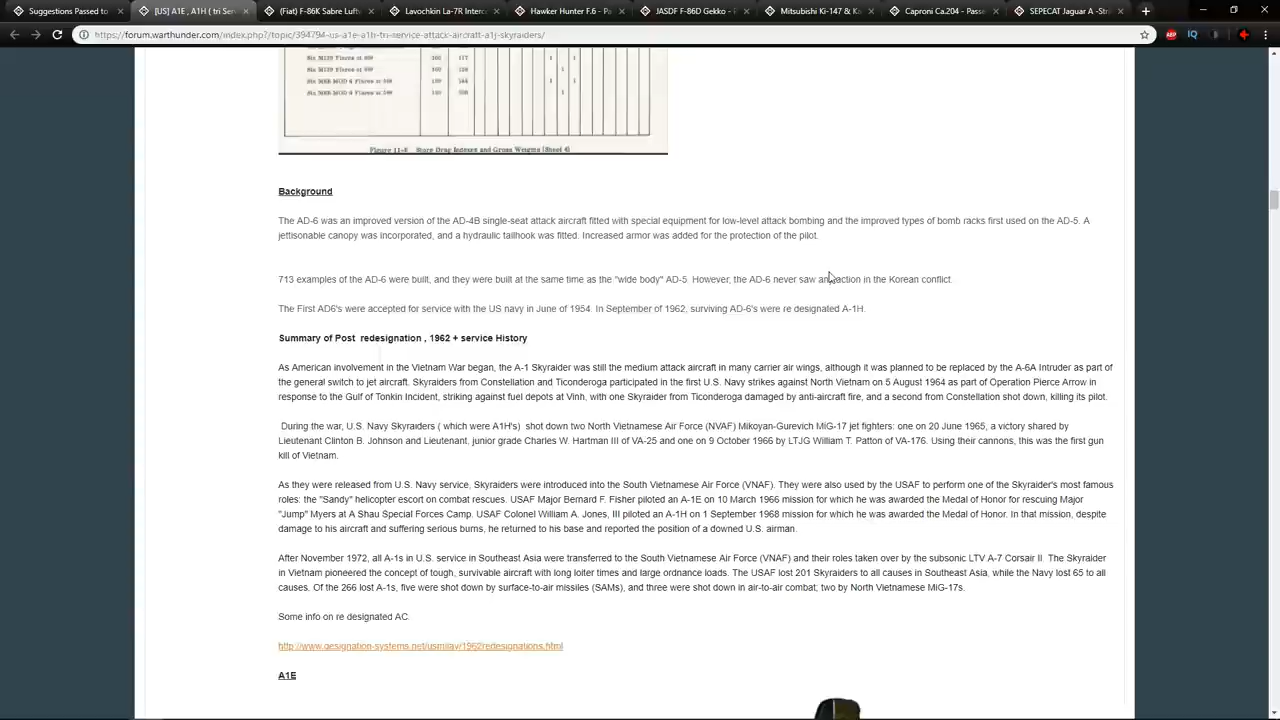 Suggestions Passed to
[US] A1E , A1H ( tri Serv
(Fiat) F-86K "Gekko" -
Lavochkin La-7R Interce
Hawker Hunter F.6 - Pas
JASDF F-86D Gekko - P
Mitsubishi Ki-147 & Ka
Caproni Ca.204 - Passe
SEPECAT Jaguar A -Stri
https://forum.warthunder.com/index.php?/topic/394794-us-a1e-a1h-tri-service-attack-aircraft-a1j-skyraiders/
Background
The AD-6 was an improved version of the AD-4B single-seat attack aircraft fitted with special equipment for low-level attack bombing and the improved types of bomb racks first used on the AD-5. A
jettisonable canopy was incorporated, and a hydraulic tailhook was fitted. Increased armor was added for the protection of the pilot.
713 examples of the AD-6 were built, and they were built at the same time as the "wide body" AD-5. However, the AD-6 never saw any action in the Korean conflict.
The First AD6's were accepted for service with the US navy in June of 1954. In September of 1962, surviving AD-6's were re designated A-1H.
Summary of Post redesignation , 1962 + service History
As American involvement in the Vietnam War began, the A-1 Skyraider was still the medium attack aircraft in many carrier air wings, although it was planned to be replaced by the A-6A Intruder as part of
the general switch to jet aircraft. Skyraiders from Constellation and Ticonderoga participated in the first U.S. Navy strikes against North Vietnam on 5 August 1964 as part of Operation Pierce Arrow in
response to the Gulf of Tonkin Incident, striking against fuel depots at Vinh, with one Skyraider from Ticonderoga damaged by anti-aircraft fire, and a second from Constellation shot down, killing its pilot.
During the war, U.S. Navy Skyraiders ( which were A1H's) shot down two North Vietnamese Air Force (NVAF) Mikoyan-Gurevich MiG-17 jet fighters: one on 20 June 1965, a victory shared by
Lieutenant Clinton B. Johnson and Lieutenant, junior grade Charles W. Hartman III of VA-25 and one on 9 October 1966 by LTJG William T. Patton of VA-176. Using their cannons, this was the first gun
kill of Vietnam.
As they were released from U.S. Navy service, Skyraiders were introduced into the South Vietnamese Air Force (VNAF). They were also used by the USAF to perform one of the Skyraider's most famous
roles: the "Sandy" helicopter escort on combat rescues. USAF Major Bernard F. Fisher piloted an A-1E on 10 March 1966 mission for which he was awarded the Medal of Honor for rescuing Major
"Jump" Myers at A Shau Special Forces Camp. USAF Colonel William A. Jones, III piloted an A-1H on 1 September 1968 mission for which he was awarded the Medal of Honor. In that mission, despite
damage to his aircraft and suffering serious burns, he returned to his base and reported the position of a downed U.S. airman.
After November 1972, all A-1s in U.S. service in Southeast Asia were transferred to the South Vietnamese Air Force (VNAF) and their roles taken over by the subsonic LTV A-7 Corsair II. The Skyraider
in Vietnam pioneered the concept of tough, survivable aircraft with long loiter times and large ordnance loads. The USAF lost 201 Skyraiders to all causes in Southeast Asia, while the Navy lost 65 to all
causes. Of the 266 lost A-1s, five were shot down by surface-to-air missiles (SAMs), and three were shot down in air-to-air combat; two by North Vietnamese MiG-17s.
Some info on re designated AC.
http://www.designation-systems.net/usmilav/1962redesignations.html
A1E